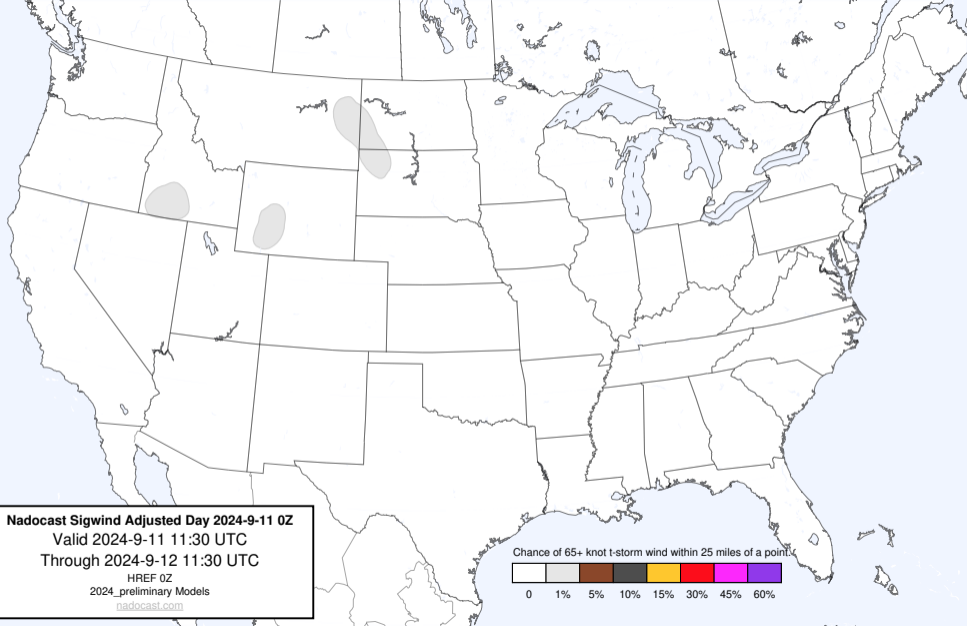 Nadocast Sigwind Adjusted Day 2024-9-11 0Z
Valid 2024-9-11 11:30 UTC
Through 2024-9-12 11:30 UTC
HREF 0Z
2024_preliminary Models
nadocast.com
Chance of 65+ knot t-storm wind within 25 miles of a point.
0 1% 5% 10% 15% 30% 45% 60%